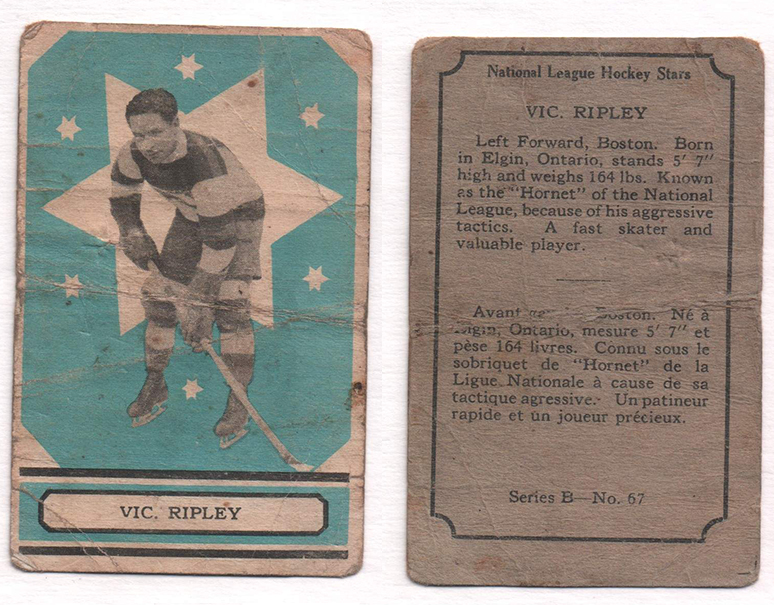 VIC. RIPLEY
National League Hockey Stars
VIC. RIPLEY
Left Forward, Boston. Born
in Elgin, Ontario, stands 5' 7"
high and weighs 164 lbs. Known
as the "Hornet" of the National
League, because of his aggressive
tactics. A fast skater and
valuable player.
Avant Boston. Né à
Elgin, Ontario, mesure 5' 7" et
pèse 164 livres. Connu sous le
sobriquet de "Hornet" de la
Ligue Nationale à cause de sa
tactique agressive. Un patineur
rapide et un joueur précieux.
Series B—No. 67